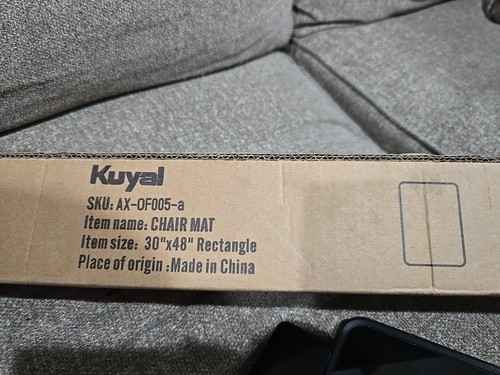 Kuyal
SKU: AX-OF005-a
Item name: CHAIR MAT
Item size: 30"x48" Rectangle
Place of origin :Made in China